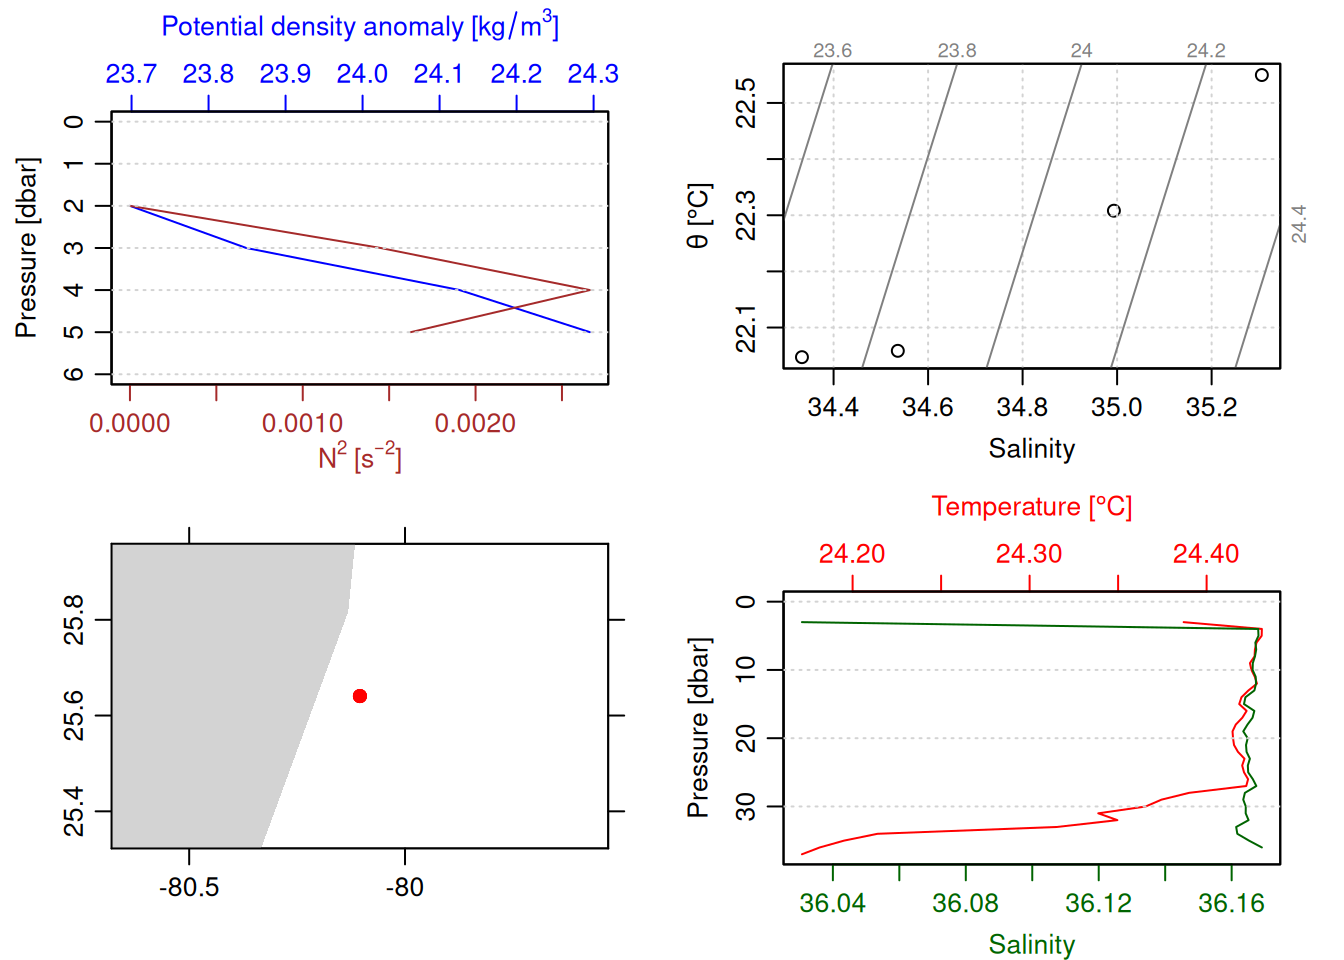 Potential density anomaly [kg/m3]
23.7 23.8 23.9 24.0 24.1 24.2 24.3
Pressure [dbar]
0
1
2
3
4
5
6
0.0000 0.0010 0.0020
N2 [s−2]
23.6 23.8 24 24.2
24.4
θ [°C]
22.5
22.3
22.1
34.4 34.6 34.8 35.0 35.2
Salinity
25.8
25.6
25.4
-80.5 -80
Temperature [°C]
24.20 24.30 24.40
Pressure [dbar]
0
10
20
30
36.04 36.08 36.12 36.16
Salinity